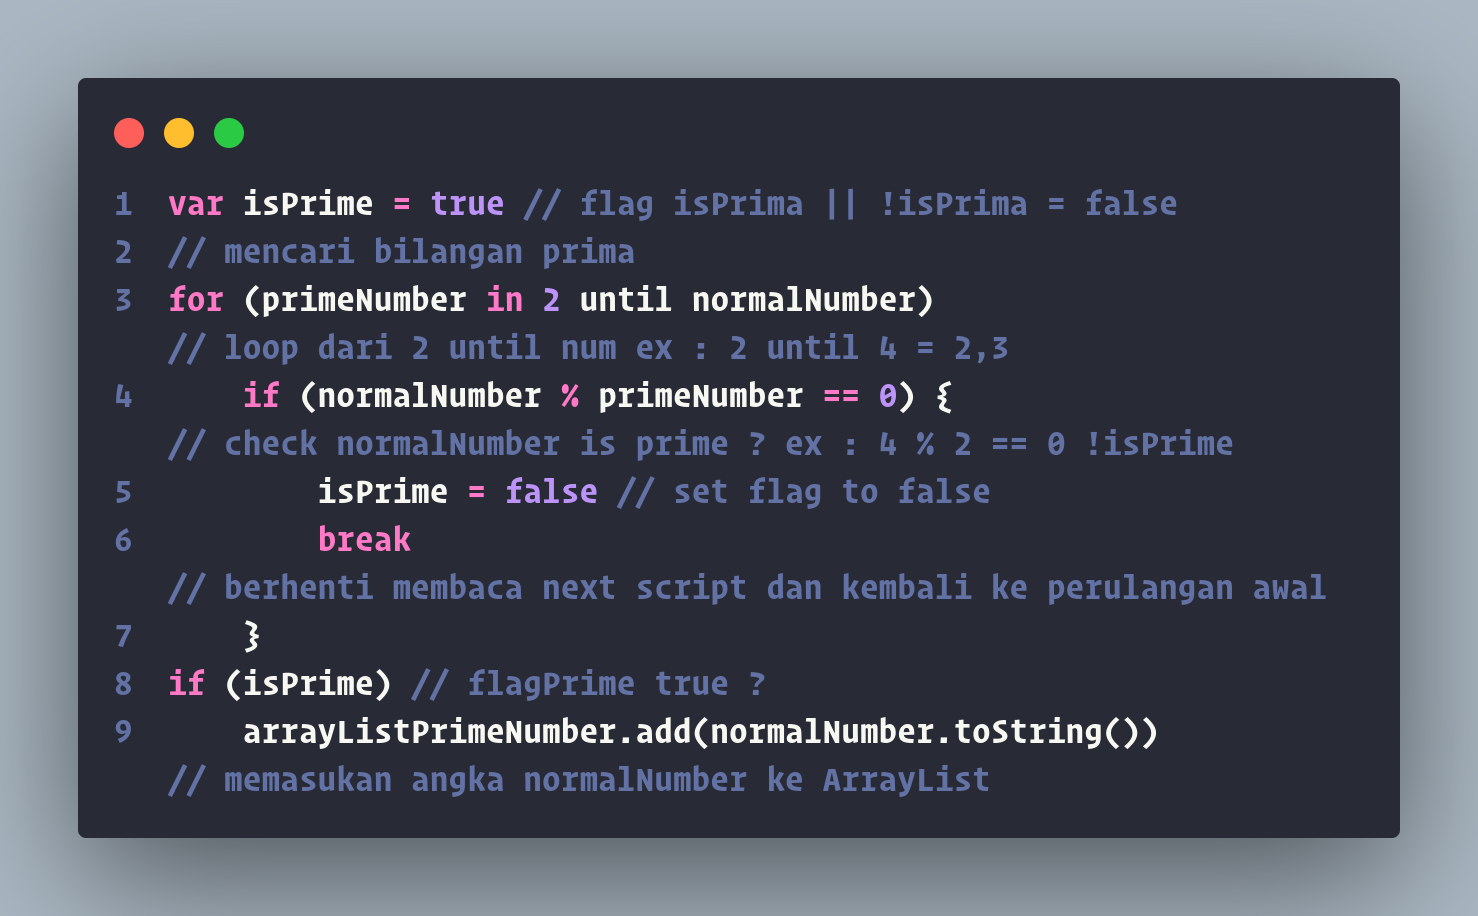 1 var isPrime = true // flag isPrima || !isPrima = false
2 // mencari bilangan prima
3 for (primeNumber in 2 until normalNumber)
// loop dari 2 until num ex : 2 until 4 = 2,3
4     if (normalNumber % primeNumber == 0) {
// check normalNumber is prime ? ex : 4 % 2 == 0 !isPrime
5         isPrime = false // set flag to false
6         break
// berhenti membaca next script dan kembali ke perulangan awal
7     }
8 if (isPrime) // flagPrime true ?
9     arrayListPrimeNumber.add(normalNumber.toString())
// memasukan angka normalNumber ke ArrayList